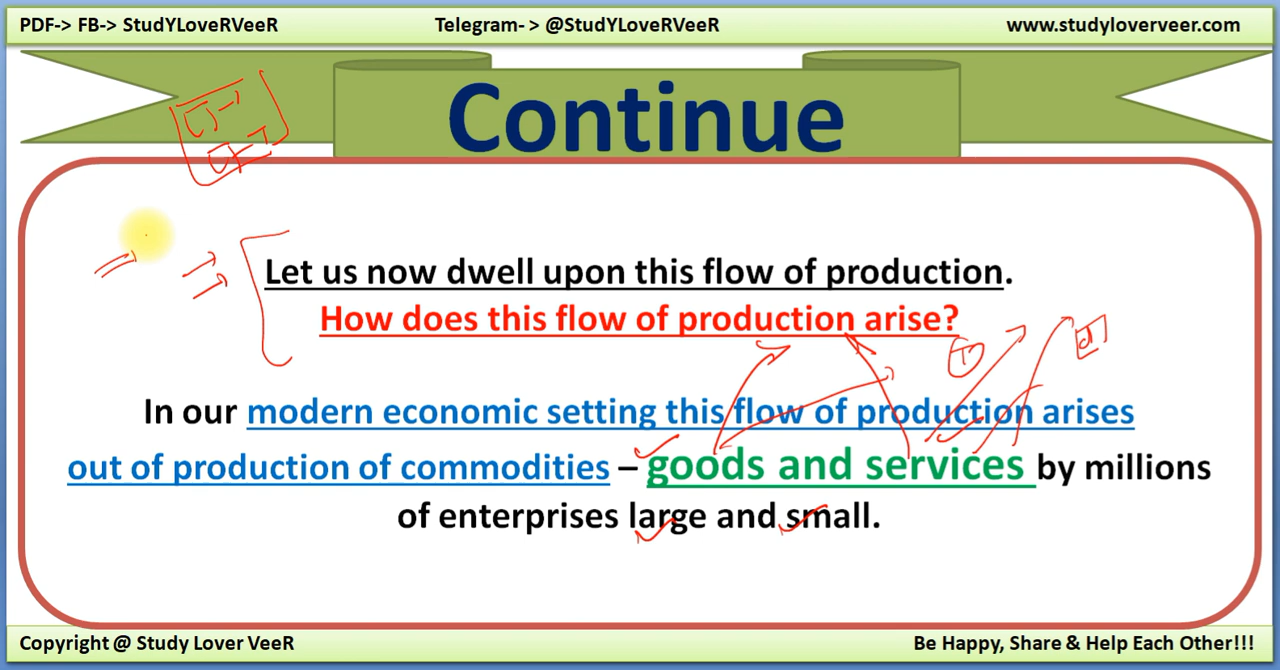 PDF-> FB-> StudYLoveRVeeR
Telegram- > @StudYLoveRVeeR
www.studyloverveer.com
Continue
Let us now dwell upon this flow of production.
How does this flow of production arise?
In our modern economic setting this flow of production arises
out of production of commodities – goods and services by millions
of enterprises large and small.
Copyright @ Study Lover VeeR
Be Happy, Share & Help Each Other!!!